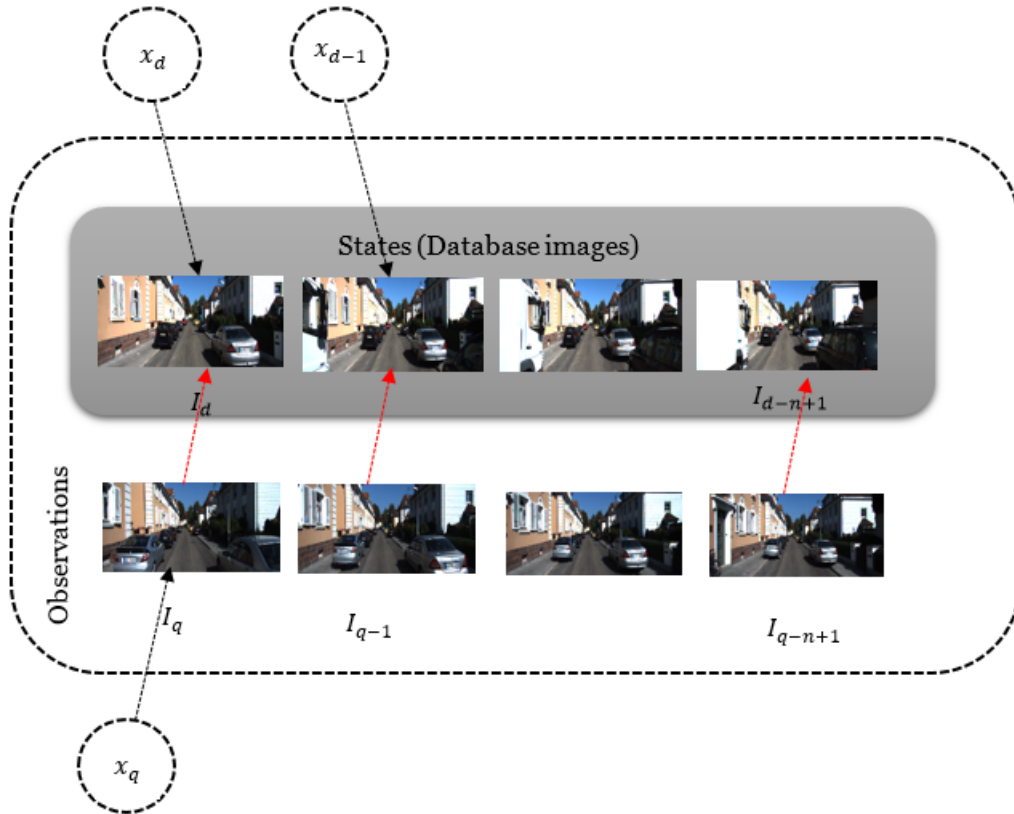 x_d
x_{d−1}
States (Database images)
I_d
I_{d−n+1}
Observations
I_q
I_{q−1}
I_{q−n+1}
x_q